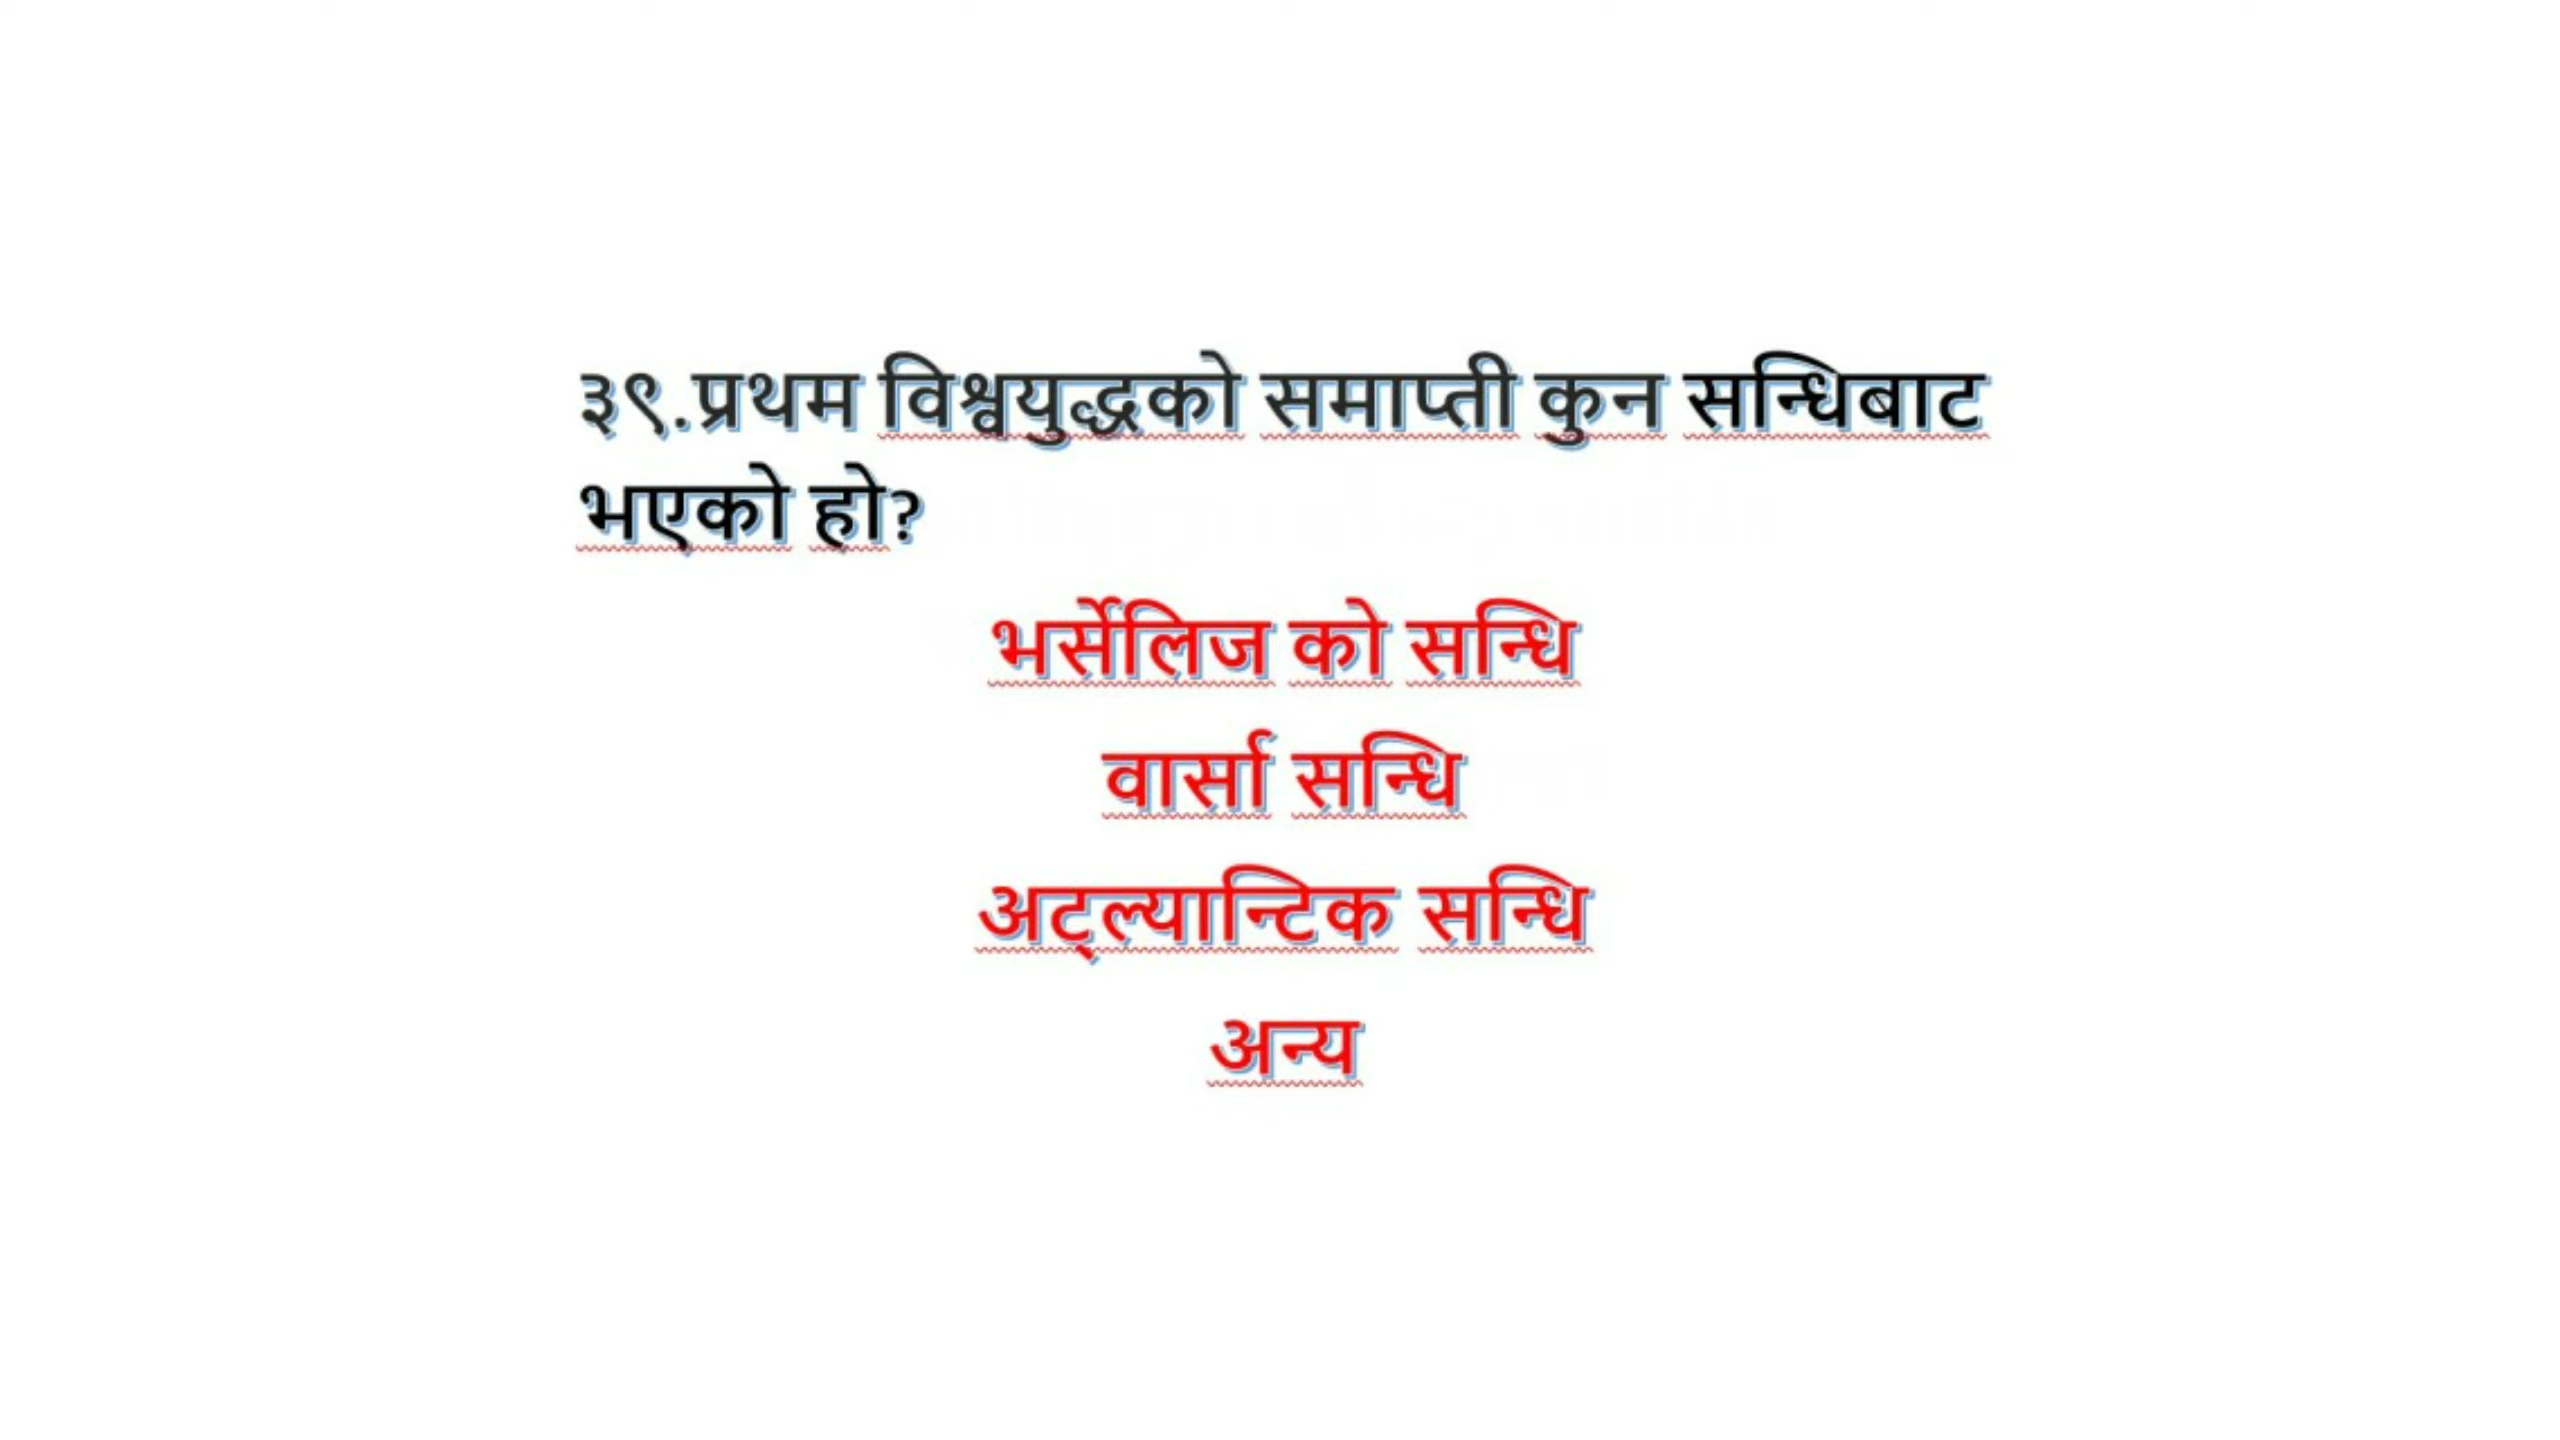 ३९.प्रथम विश्वयुद्धको समाप्ती कुन सन्धिबाट
भएको हो?
भर्सेलिज को सन्धि
वार्सा सन्धि
अट्ल्यान्टिक सन्धि
अन्य